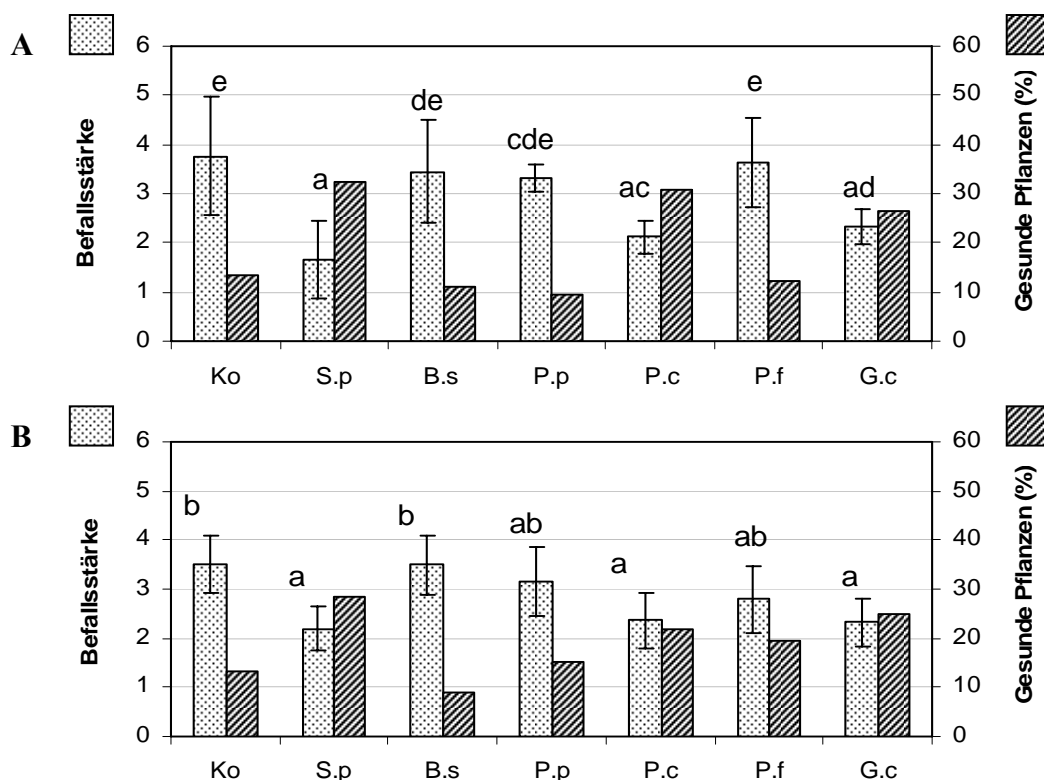 A
Befallsstärke
Gesunde Pflanzen (%)
6
5
4
3
2
1
0
60
50
40
30
20
10
0
e
a
de
cde
ac
e
ad
Ko S.p B.s P.p P.c P.f G.c
B
Befallsstärke
Gesunde Pflanzen (%)
6
5
4
3
2
1
0
60
50
40
30
20
10
0
b
a
b
ab
a
ab
a
Ko S.p B.s P.p P.c P.f G.c